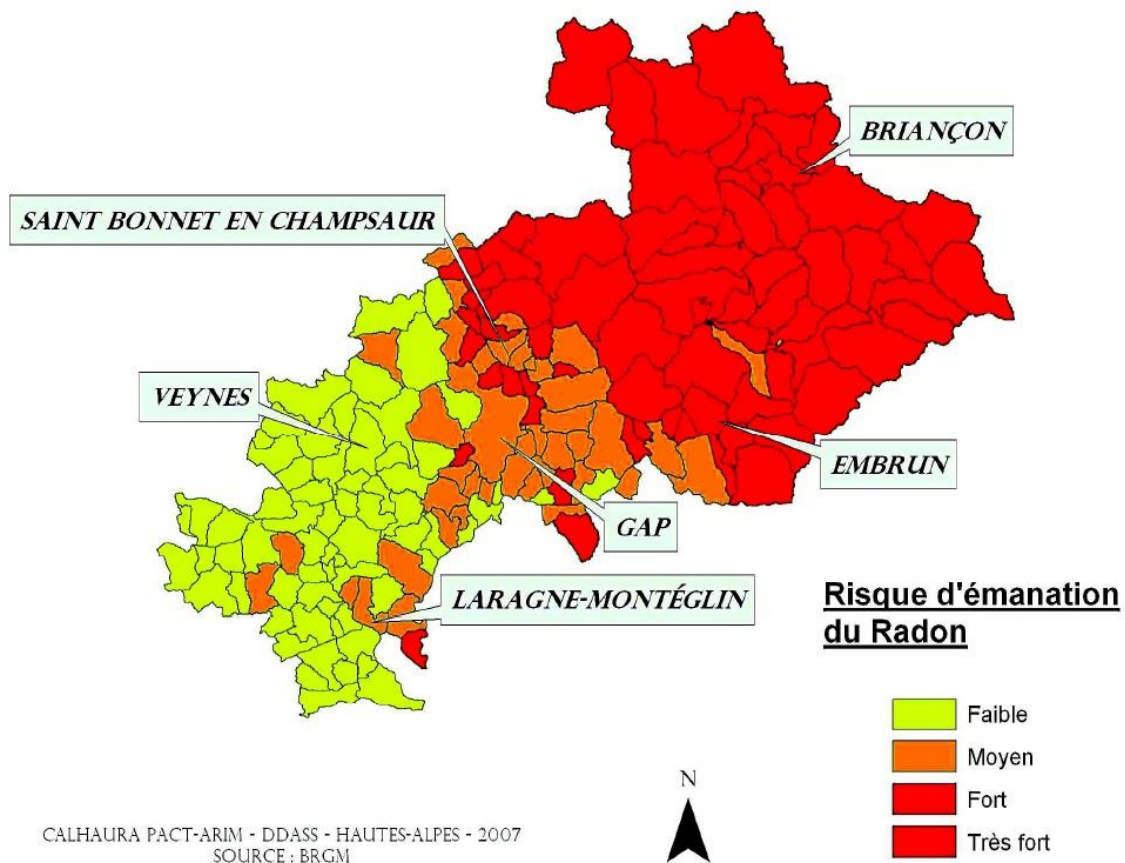 BRIANÇON
SAINT BONNET EN CHAMPSAUR
VEYNES
EMBRUN
GAP
LARAGNE-MONTÉGLIN
Risque d'émanation
du Radon
Faible
Moyen
Fort
Très fort
N
CALHAURA PACT-ARIM - DDASS - HAUTES-ALPES - 2007
SOURCE : BRGM